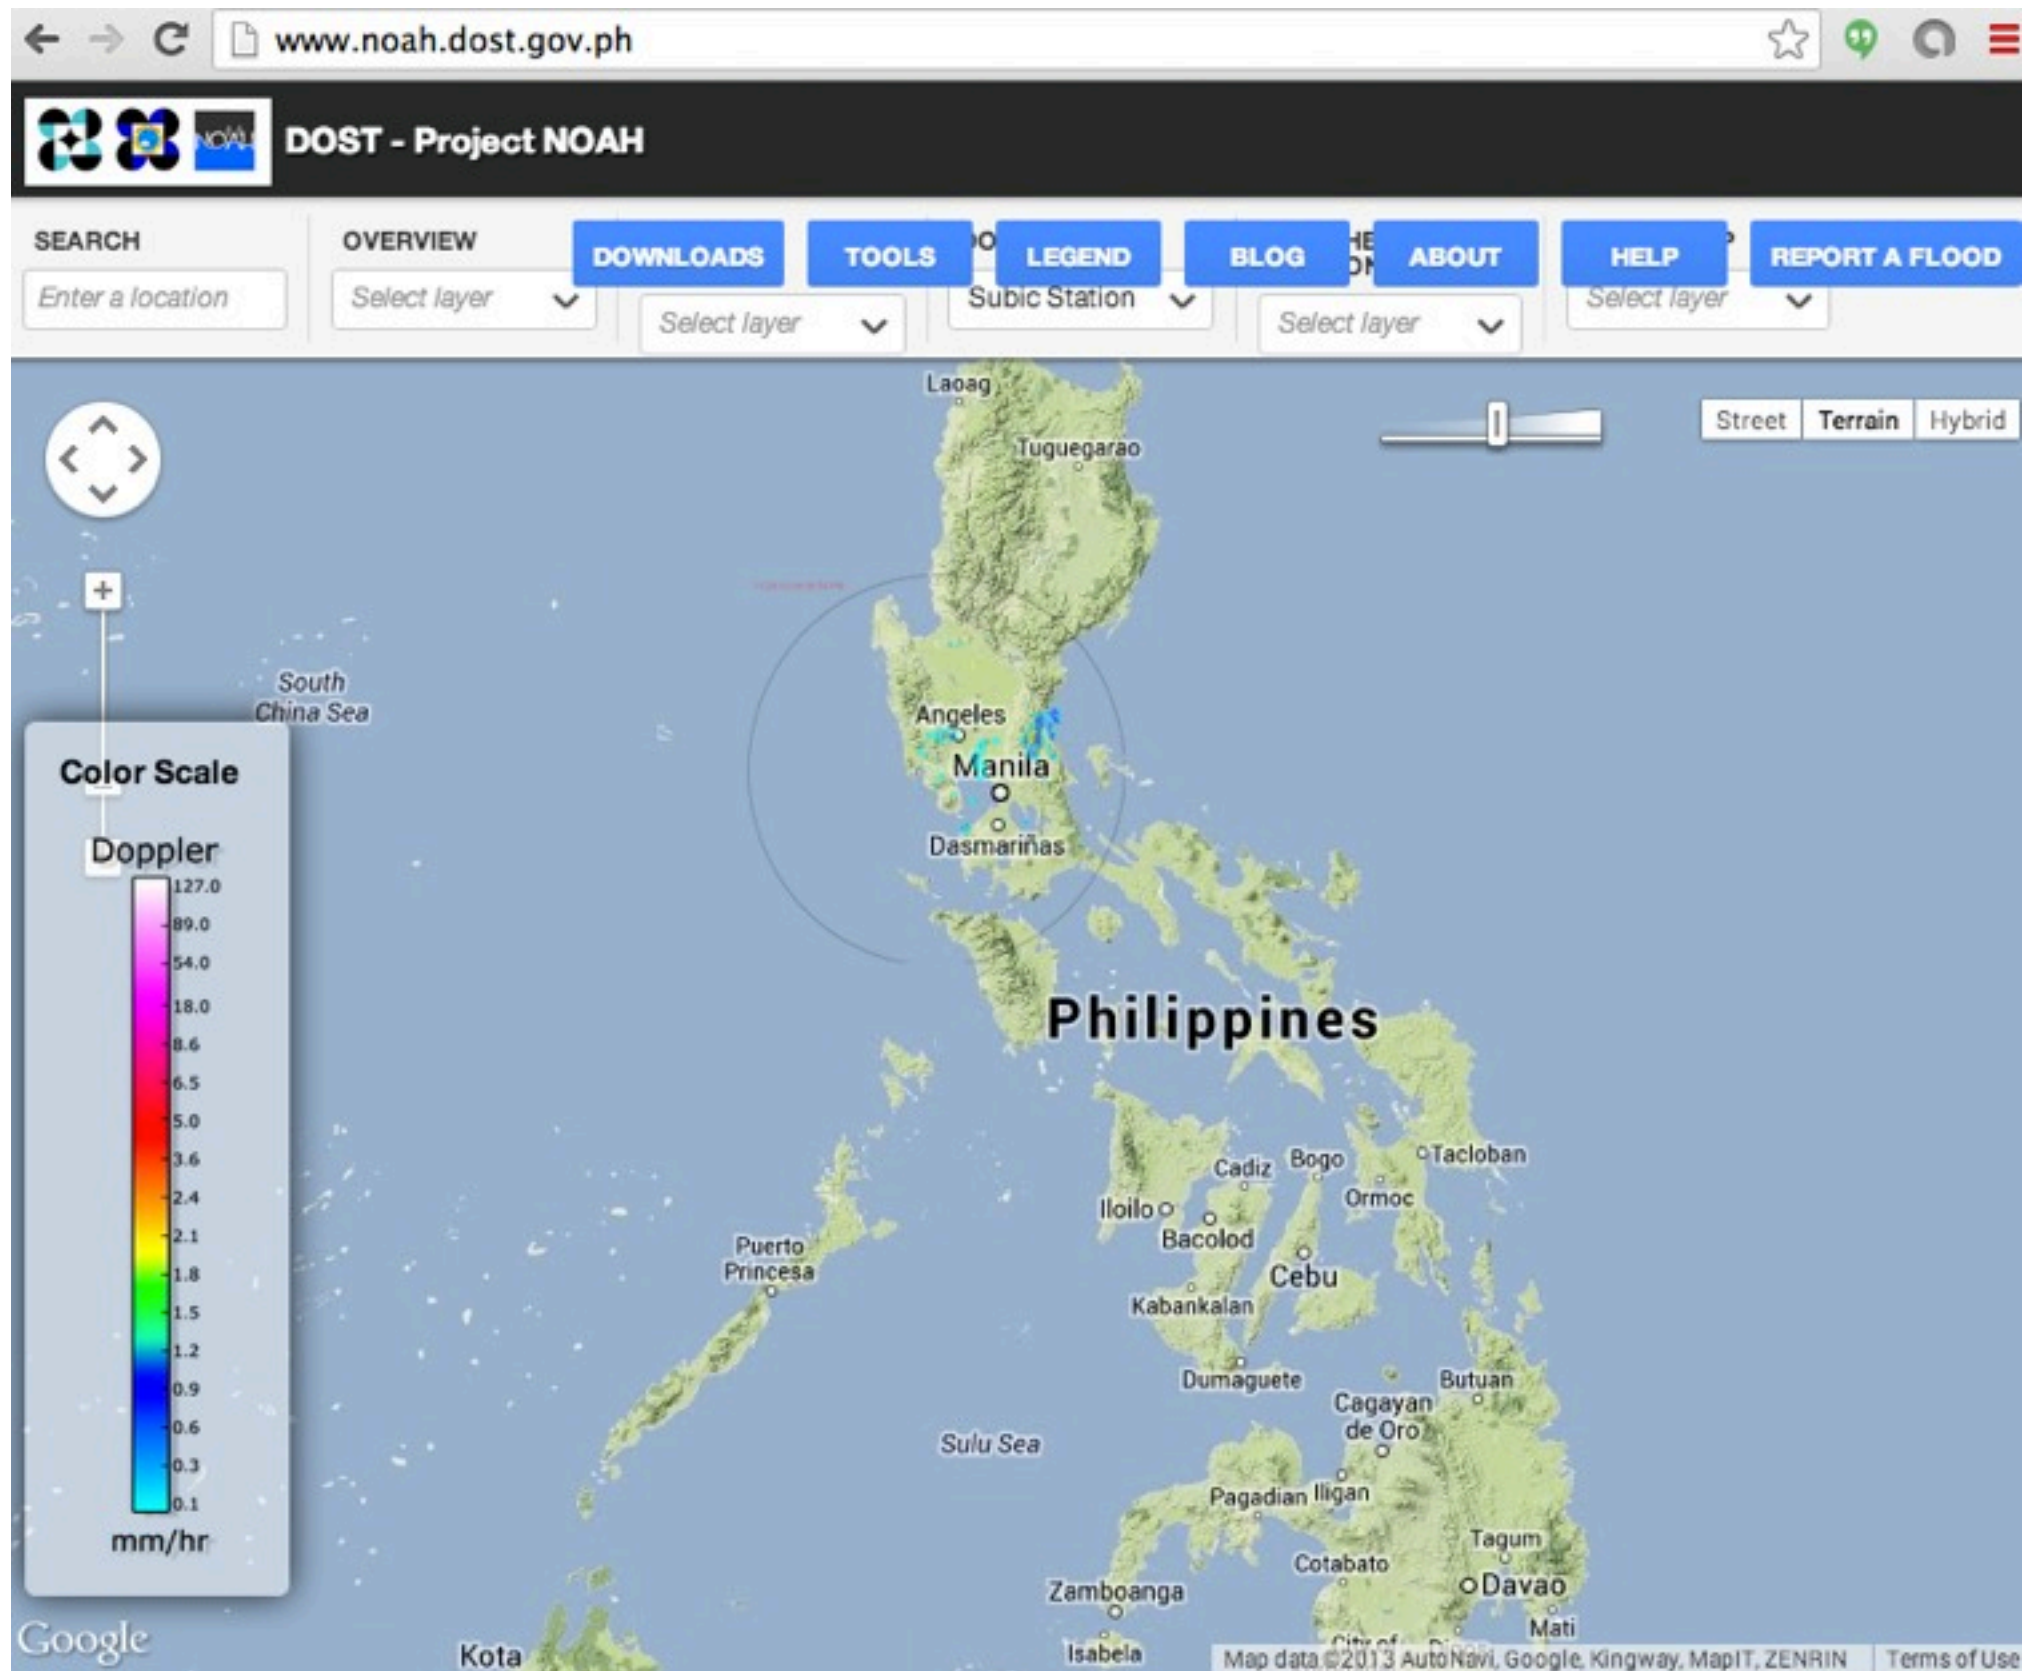 www.noah.dost.gov.ph
NOAH
DOST - Project NOAH
SEARCH
OVERVIEW
DOWNLOADS
TOOLS
LEGEND
BLOG
ABOUT
HELP
REPORT A FLOOD
Enter a location
Select layer
Select layer
Subic Station
Select layer
Select layer
Street
Terrain
Hybrid
Laoag
Tuguegarao
South
China Sea
Angeles
Manila
Dasmariñas
Philippines
Tacloban
Cadiz
Bogo
Ormoc
Iloilo
Bacolod
Puerto
Princesa
Cebu
Kabankalan
Dumaguete
Butuan
Cagayan
de Oro
Sulu Sea
Pagadian
Iligan
Tagum
Cotabato
Davao
Zamboanga
Mati
Isabela
City of
Kota
Color Scale
Doppler
127.0
89.0
54.0
18.0
8.6
6.5
5.0
3.6
2.4
2.1
1.8
1.5
1.2
0.9
0.6
0.3
0.1
mm/hr
Google
Map data ©2013 AutoNavi, Google, Kingway, MapIT, ZENRIN
Terms of Use